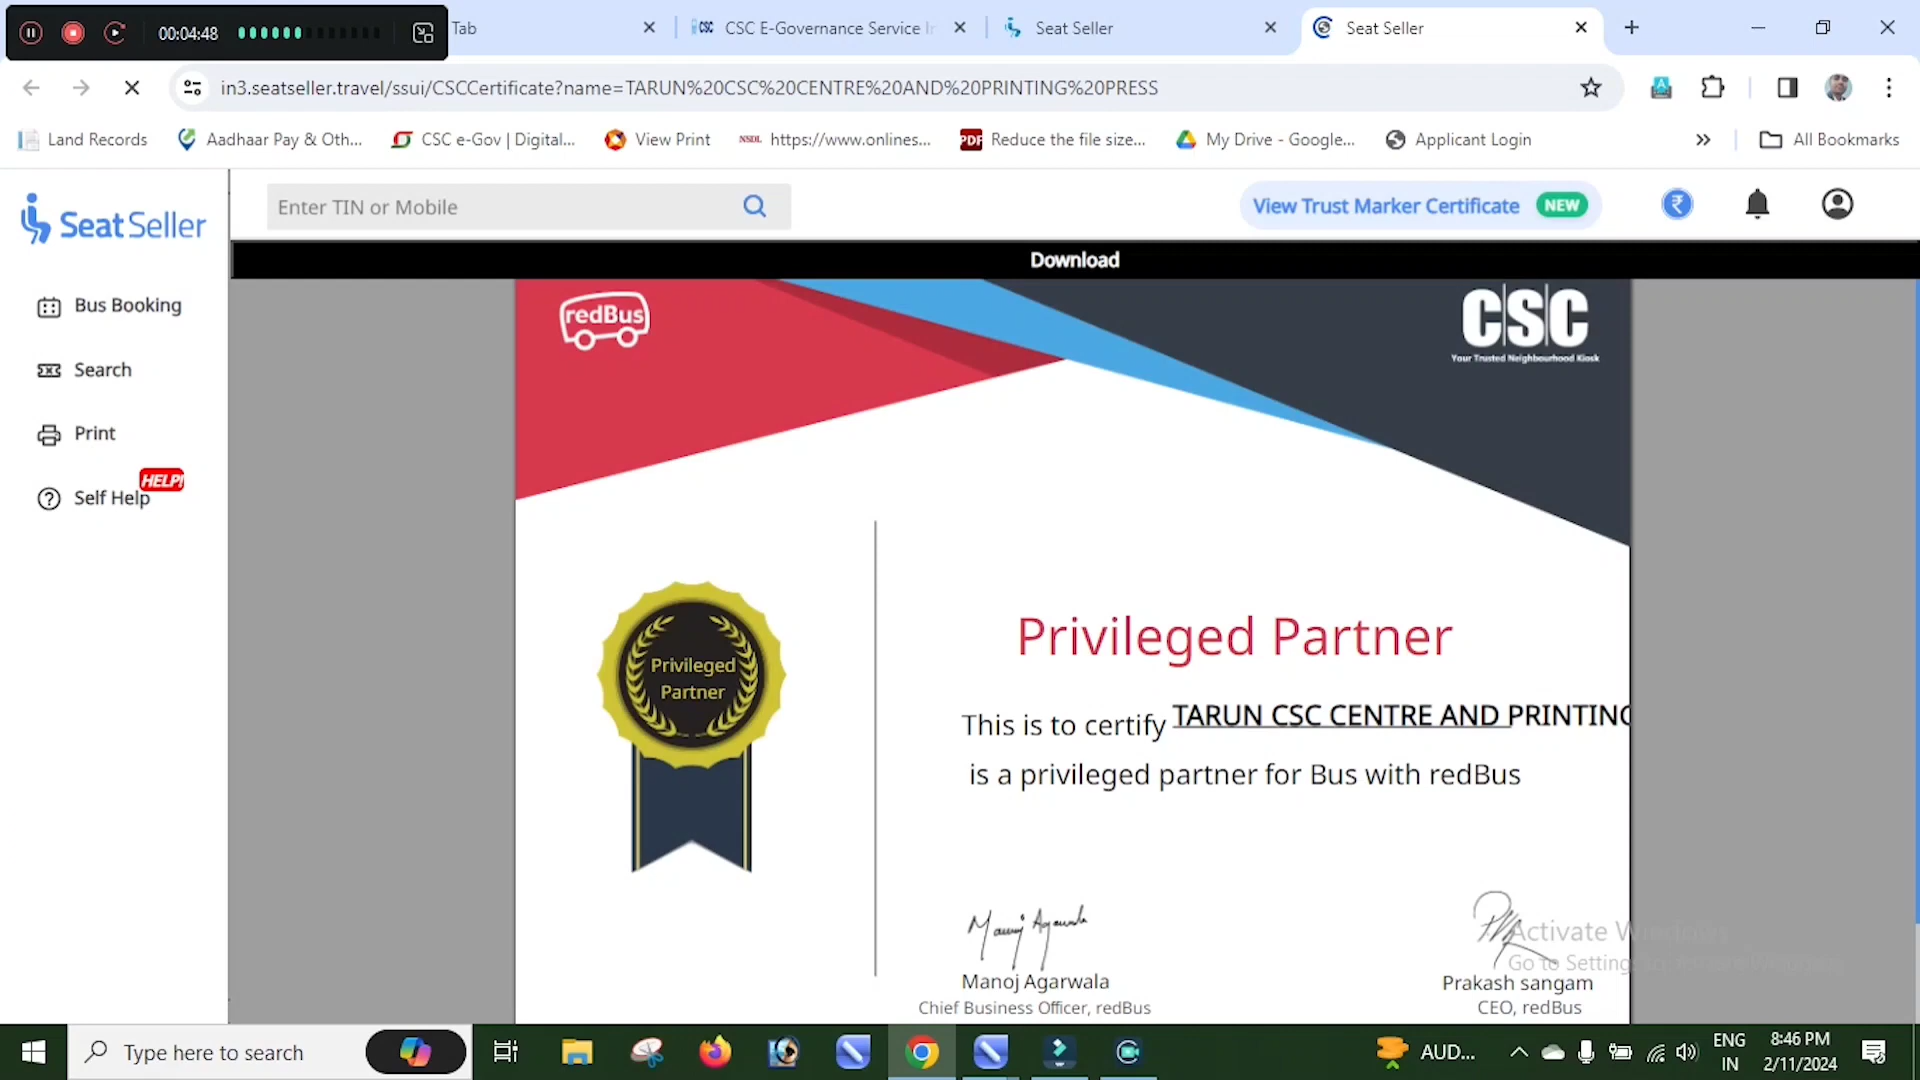 00:04:48
Tab
CSC E-Governance Service In
Seat Seller
Seat Seller
in3.seatseller.travel/ssui/CSCCertificate?name=TARUN%20CSC%20CENTRE%20AND%20PRINTING%20PRESS
Land Records
Aadhaar Pay & Oth...
CSC e-Gov | Digital...
View Print
NSDL https://www.onlines...
PDF Reduce the file size...
My Drive - Google...
Applicant Login
All Bookmarks
Seat Seller
Enter TIN or Mobile
View Trust Marker Certificate NEW
Download
Bus Booking
Search
Print
Self Help HELP!
redBus
CSC
Your Trusted Neighbourhood Kiosk
Privileged
Partner
Privileged Partner
This is to certify TARUN CSC CENTRE AND PRINTING
is a privileged partner for Bus with redBus
Manoj Agarwala
Chief Business Officer, redBus
Prakash sangam
CEO, redBus
Activate Windows
Go to Settings
Type here to search
AUD...
ENG
IN
8:46 PM
2/11/2024